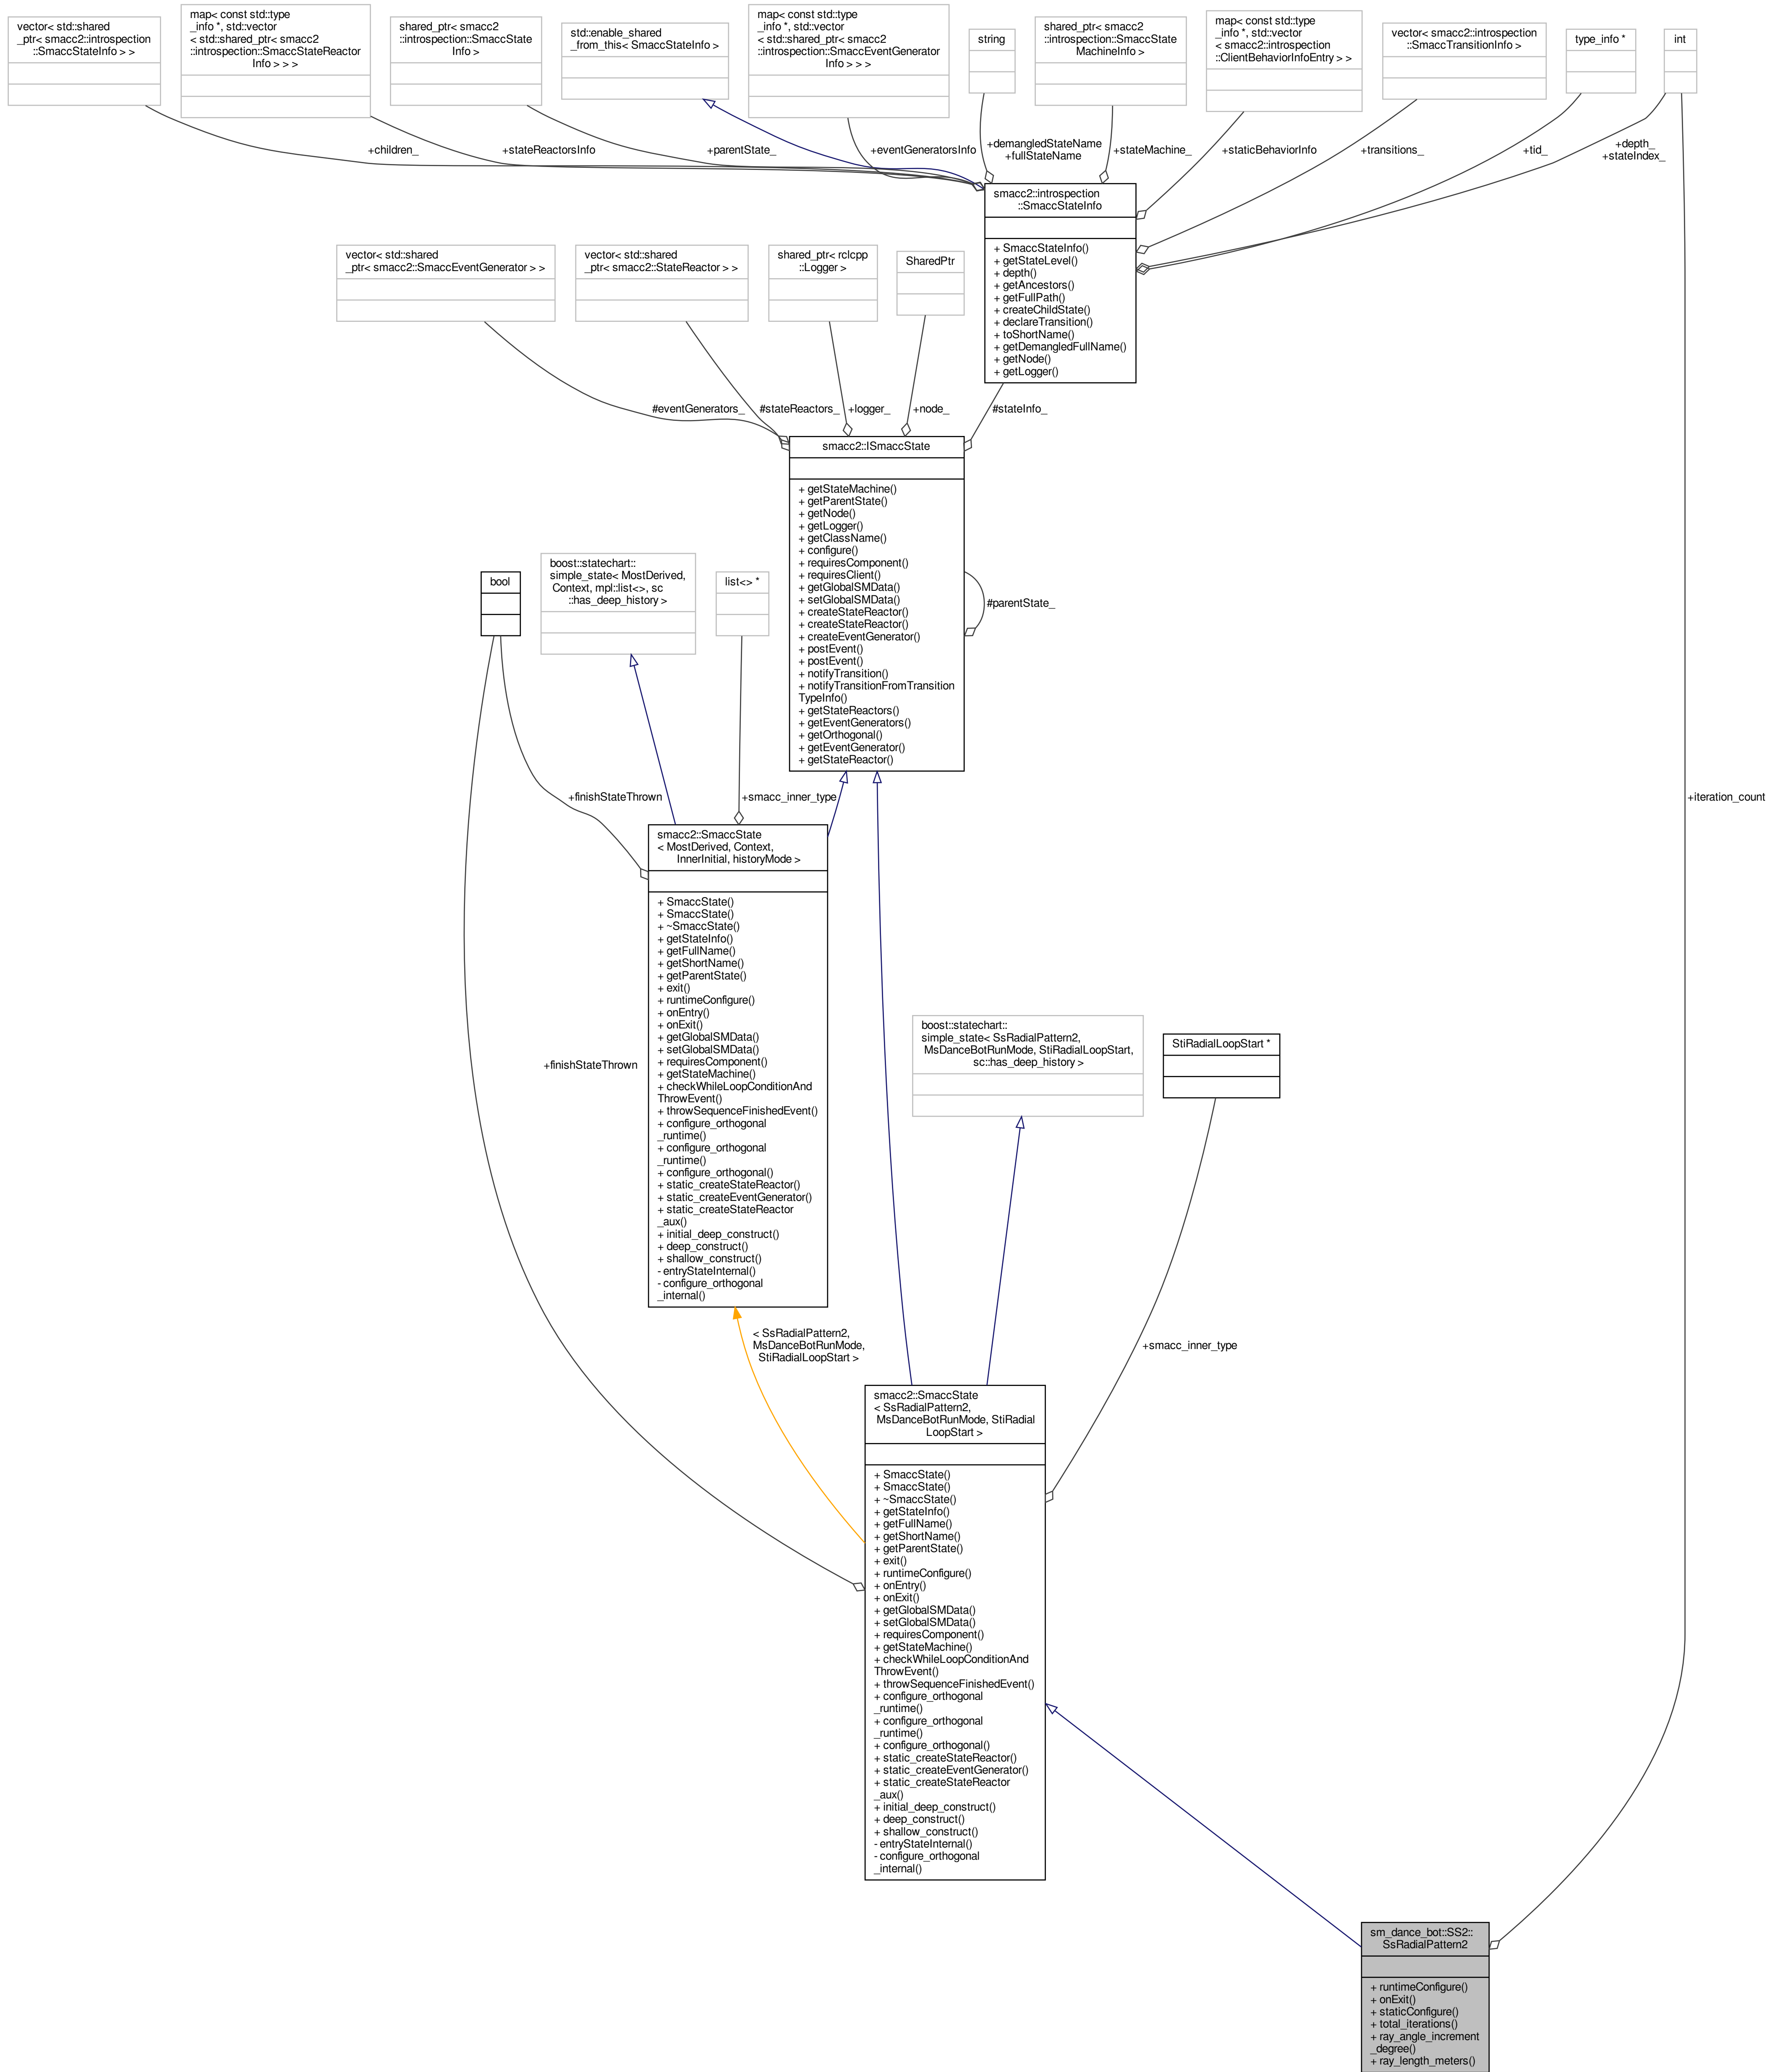 vector< std::shared
_ptr< smacc2::introspection
::SmaccStateInfo > >
map< const std::type
_info *, std::vector
< std::shared_ptr< smacc2
::introspection::SmaccStateReactor
Info > > >
shared_ptr< smacc2
::introspection::SmaccState
Info >
std::enable_shared
_from_this< SmaccStateInfo >
map< const std::type
_info *, std::vector
< std::shared_ptr< smacc2
::introspection::SmaccEventGenerator
Info > > >
string
shared_ptr< smacc2
::introspection::SmaccState
MachineInfo >
map< const std::type
_info *, std::vector
< smacc2::introspection
::ClientBehaviorInfoEntry > >
vector< smacc2::introspection
::SmaccTransitionInfo >
type_info *
int
+children_
+stateReactorsInfo
+parentState_
+eventGeneratorsInfo
+demangledStateName
+fullStateName
+stateMachine_
+staticBehaviorInfo
+transitions_
+tid_
+depth_
+stateIndex_
smacc2::introspection
::SmaccStateInfo
+ SmaccStateInfo()
+ getStateLevel()
+ depth()
+ getAncestors()
+ getFullPath()
+ createChildState()
+ declareTransition()
+ toShortName()
+ getDemangledFullName()
+ getNode()
+ getLogger()
vector< std::shared
_ptr< smacc2::SmaccEventGenerator > >
vector< std::shared
_ptr< smacc2::StateReactor > >
shared_ptr< rclcpp
::Logger >
SharedPtr
#eventGenerators_
#stateReactors_
+logger_
+node_
#stateInfo_
smacc2::ISmaccState
+ getStateMachine()
+ getParentState()
+ getNode()
+ getLogger()
+ getClassName()
+ configure()
+ requiresComponent()
+ requiresClient()
+ getGlobalSMData()
+ setGlobalSMData()
+ createStateReactor()
+ createStateReactor()
+ createEventGenerator()
+ postEvent()
+ postEvent()
+ notifyTransition()
+ notifyTransitionFromTransition
TypeInfo()
+ getStateReactors()
+ getEventGenerators()
+ getOrthogonal()
+ getEventGenerator()
+ getStateReactor()
#parentState_
bool
boost::statechart::
simple_state< MostDerived,
Context, mpl::list<>, sc
::has_deep_history >
list<> *
+finishStateThrown
+smacc_inner_type
+iteration_count
smacc2::SmaccState
< MostDerived, Context,
InnerInitial, historyMode >
+ SmaccState()
+ SmaccState()
+ ~SmaccState()
+ getStateInfo()
+ getFullName()
+ getShortName()
+ getParentState()
+ exit()
+ runtimeConfigure()
+ onEntry()
+ onExit()
+ getGlobalSMData()
+ setGlobalSMData()
+ requiresComponent()
+ getStateMachine()
+ checkWhileLoopConditionAnd
ThrowEvent()
+ throwSequenceFinishedEvent()
+ configure_orthogonal
_runtime()
+ configure_orthogonal
_runtime()
+ configure_orthogonal()
+ static_createStateReactor()
+ static_createEventGenerator()
+ static_createStateReactor
_aux()
+ initial_deep_construct()
+ deep_construct()
+ shallow_construct()
- entryStateInternal()
- configure_orthogonal
_internal()
+finishStateThrown
boost::statechart::
simple_state< SsRadialPattern2,
MsDanceBotRunMode, StiRadialLoopStart,
sc::has_deep_history >
StiRadialLoopStart *
< SsRadialPattern2,
MsDanceBotRunMode,
StiRadialLoopStart >
+smacc_inner_type
smacc2::SmaccState
< SsRadialPattern2,
MsDanceBotRunMode, StiRadial
LoopStart >
+ SmaccState()
+ SmaccState()
+ ~SmaccState()
+ getStateInfo()
+ getFullName()
+ getShortName()
+ getParentState()
+ exit()
+ runtimeConfigure()
+ onEntry()
+ onExit()
+ getGlobalSMData()
+ setGlobalSMData()
+ requiresComponent()
+ getStateMachine()
+ checkWhileLoopConditionAnd
ThrowEvent()
+ throwSequenceFinishedEvent()
+ configure_orthogonal
_runtime()
+ configure_orthogonal
_runtime()
+ configure_orthogonal()
+ static_createStateReactor()
+ static_createEventGenerator()
+ static_createStateReactor
_aux()
+ initial_deep_construct()
+ deep_construct()
+ shallow_construct()
- entryStateInternal()
- configure_orthogonal
_internal()
sm_dance_bot::SS2::
SsRadialPattern2
+ runtimeConfigure()
+ onExit()
+ staticConfigure()
+ total_iterations()
+ ray_angle_increment
_degree()
+ ray_length_meters()